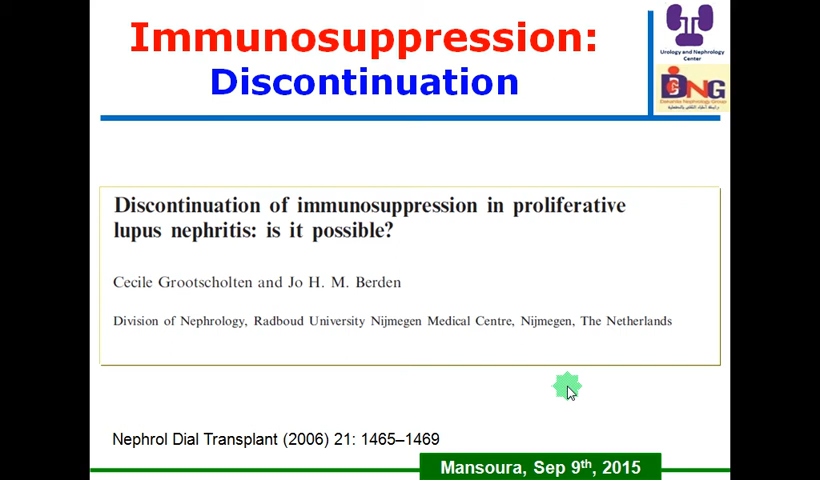 Immunosuppression:
Discontinuation
Urology and Nephrology
Center
NG
Discontinuation of immunosuppression in proliferative
lupus nephritis: is it possible?
Cecile Grootscholten and Jo H. M. Berden
Division of Nephrology, Radboud University Nijmegen Medical Centre, Nijmegen, The Netherlands
Nephrol Dial Transplant (2006) 21: 1465–1469
Mansoura, Sep 9th, 2015